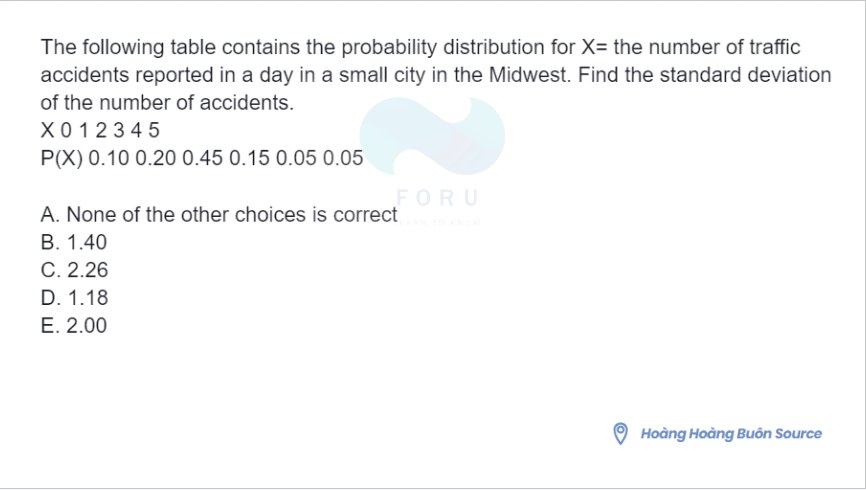 The following table contains the probability distribution for X= the number of traffic
accidents reported in a day in a small city in the Midwest. Find the standard deviation
of the number of accidents.
X 0 1 2 3 4 5
P(X) 0.10 0.20 0.45 0.15 0.05 0.05
FORU
A. None of the other choices is correct
B. 1.40
C. 2.26
D. 1.18
E. 2.00
Hoàng Hoàng Buôn Source